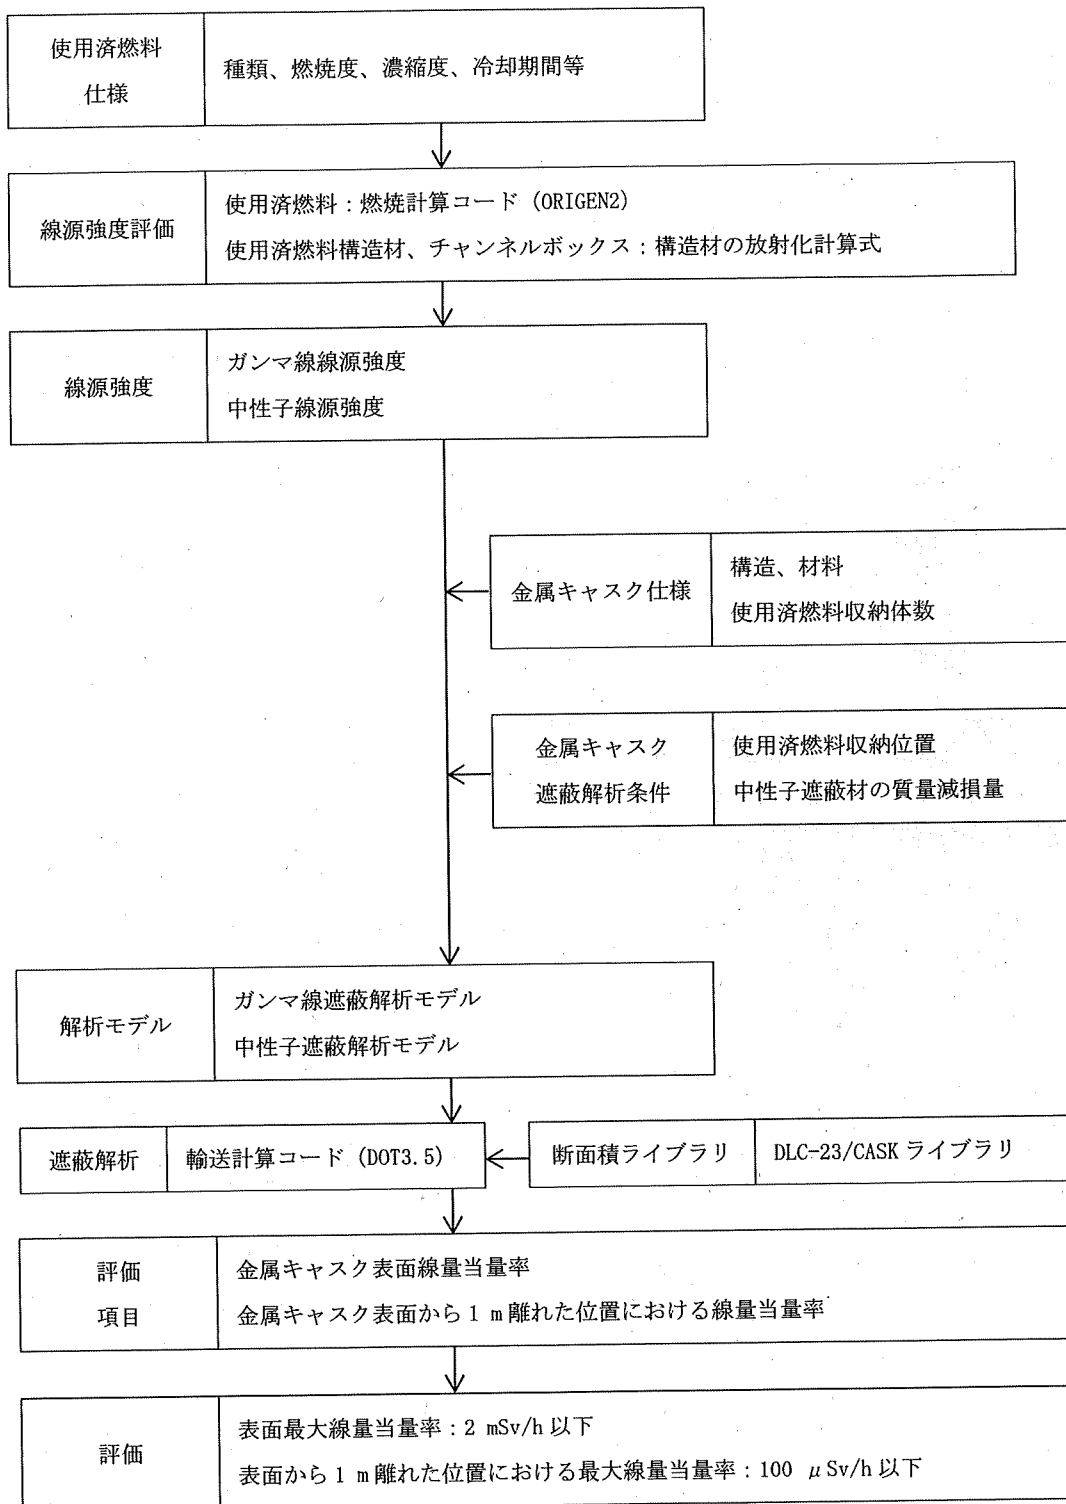 使用済燃料
仕様
種類、燃焼度、濃縮度、冷却期間等
線源強度評価
使用済燃料：燃焼計算コード (ORIGEN2)
使用済燃料構造材、チャンネルボックス：構造材の放射化計算式
線源強度
ガンマ線線源強度
中性子線源強度
金属キャスク仕様
構造、材料
使用済燃料収納体数
金属キャスク
遮蔽解析条件
使用済燃料収納位置
中性子遮蔽材の質量減損量
解析モデル
ガンマ線遮蔽解析モデル
中性子遮蔽解析モデル
遮蔽解析
輸送計算コード (DOT3.5)
断面積ライブラリ
DLC-23/CASK ライブラリ
評価
項目
金属キャスク表面線量当量率
金属キャスク表面から 1 m 離れた位置における線量当量率
評価
表面最大線量当量率：2 mSv/h 以下
表面から 1 m 離れた位置における最大線量当量率：100 μSv/h 以下